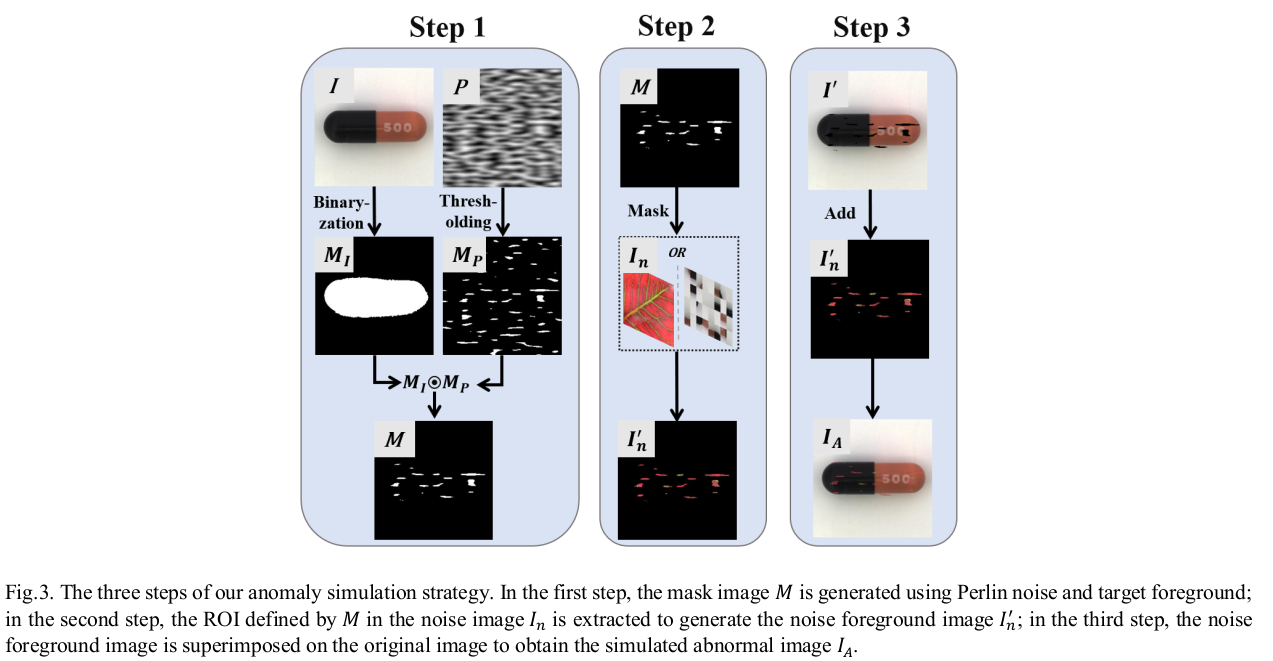 Step 1
I
P
500
Binary-
zation
Thresh-
olding
M_I
M_P
M_I⊙M_P
M
Step 2
M
Mask
I_n
OR
I′_n
Step 3
I′
500
Add
I′_n
I_A
500
Fig.3. The three steps of our anomaly simulation strategy. In the first step, the mask image M is generated using Perlin noise and target foreground;
in the second step, the ROI defined by M in the noise image I_n is extracted to generate the noise foreground image I′_n; in the third step, the noise
foreground image is superimposed on the original image to obtain the simulated abnormal image I_A.